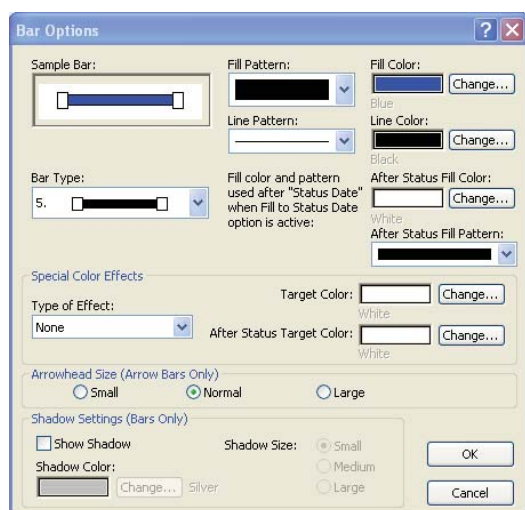 Bar Options
Sample Bar:
Fill Pattern:
Fill Color:
Change...
Blue
Line Pattern:
Line Color:
Change...
Black
Bar Type:
5.
Fill color and pattern
used after "Status Date"
when Fill to Status Date
option is active:
After Status Fill Color:
Change...
White
After Status Fill Pattern:
Special Color Effects
Type of Effect:
None
Target Color:
Change...
White
After Status Target Color:
Change...
White
Arrowhead Size (Arrow Bars Only)
Small
Normal
Large
Shadow Settings (Bars Only)
Show Shadow
Shadow Color:
Change...
Silver
Shadow Size:
Small
Medium
Large
OK
Cancel